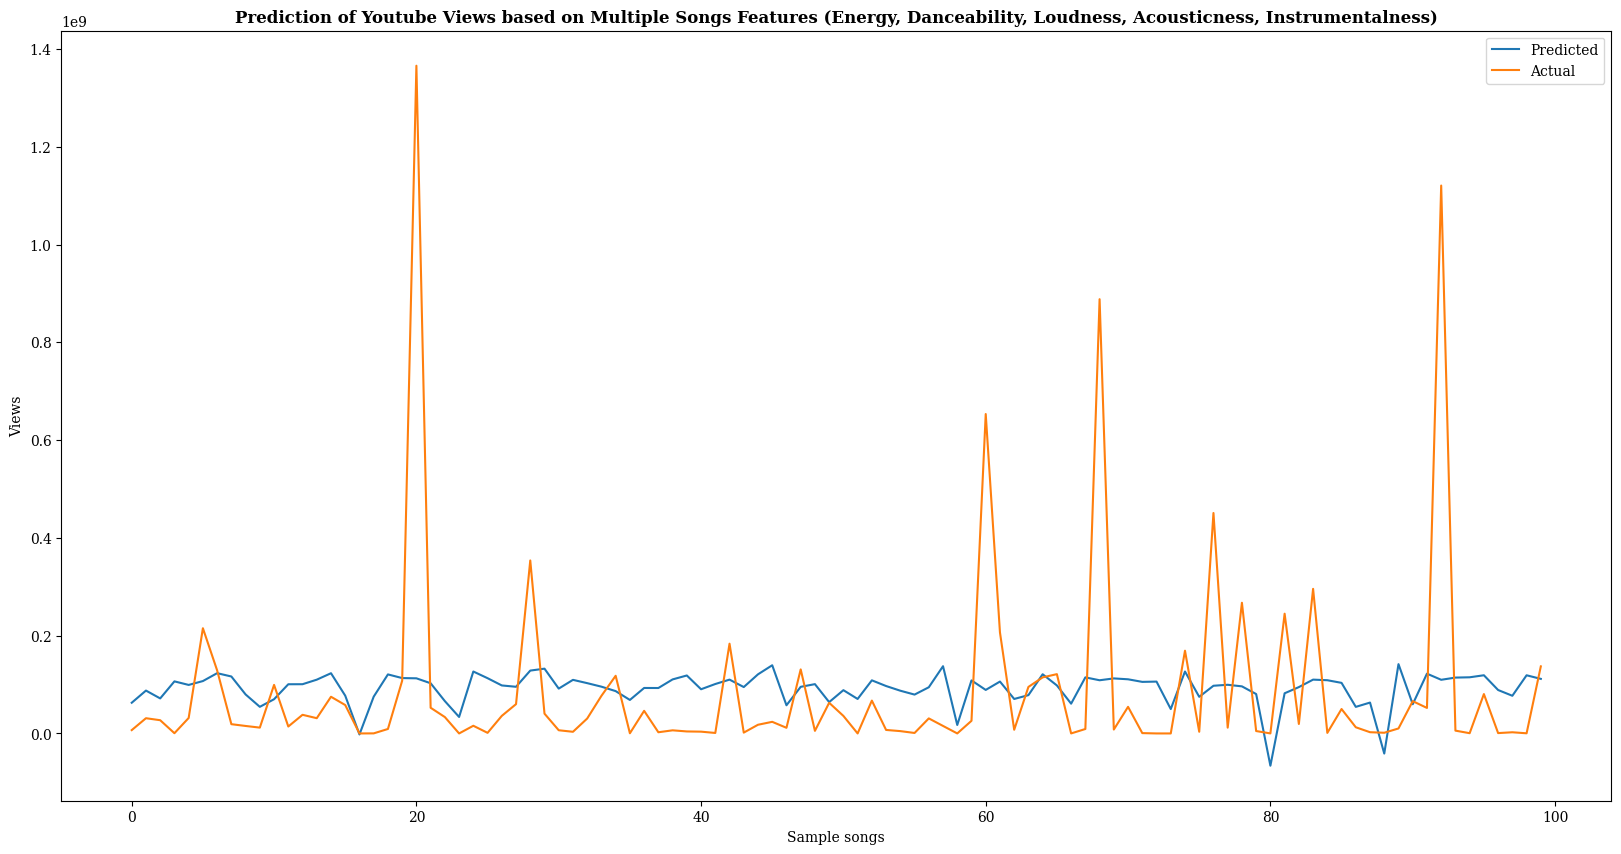 Prediction of Youtube Views based on Multiple Songs Features (Energy, Danceability, Loudness, Acousticness, Instrumentalness)
1e9
Predicted
Actual
1.4
1.2
1.0
0.8
0.6
0.4
0.2
0.0
Views
0 20 40 60 80 100
Sample songs